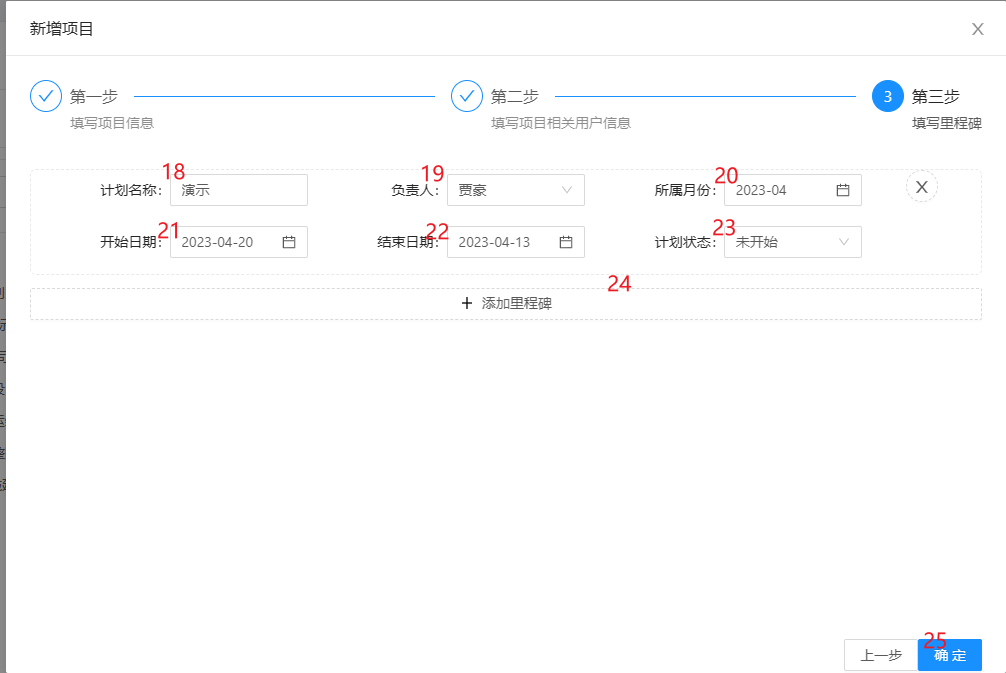 新增项目
第一步
填写项目信息
第二步
填写项目相关用户信息
3 第三步
填写里程碑
18 19 20
计划名称: 演示 负责人: 贾豪 所属月份: 2023-04 X
21 22 23
开始日期: 2023-04-20 结束日期: 2023-04-13 计划状态: 未开始
24
+ 添加里程碑
25
上一步 确 定